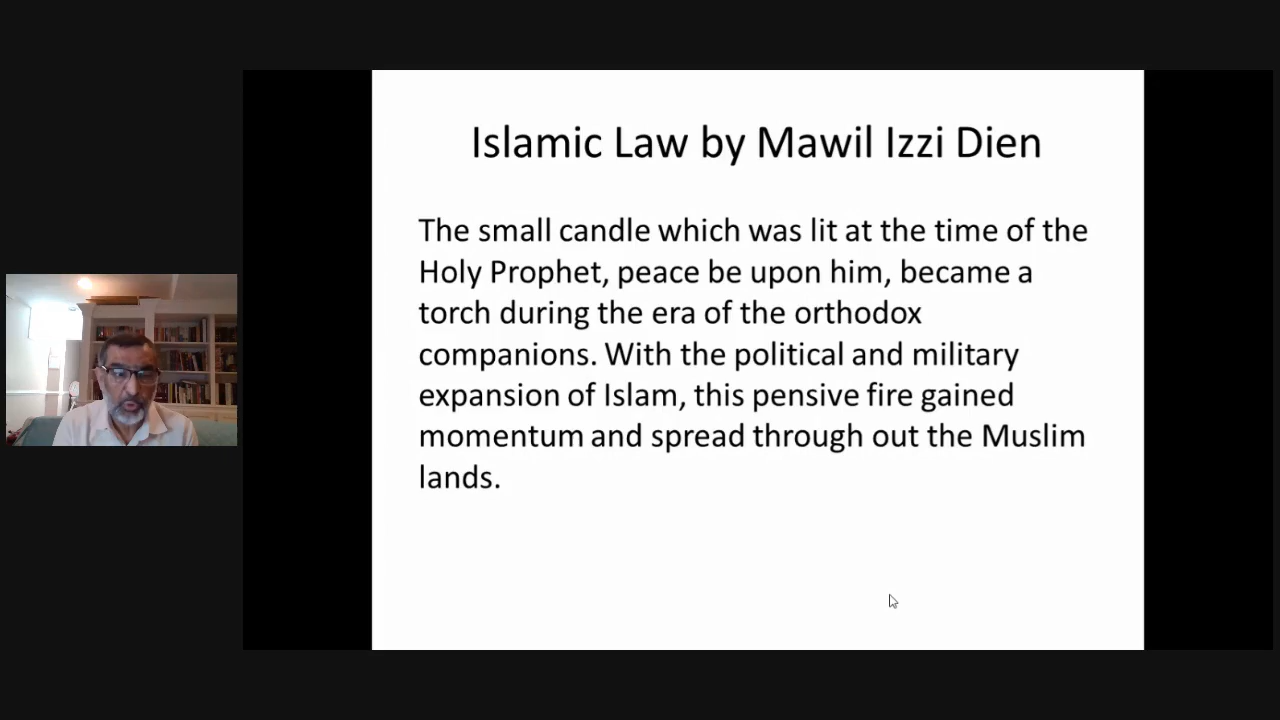 Islamic Law by Mawil Izzi Dien
The small candle which was lit at the time of the
Holy Prophet, peace be upon him, became a
torch during the era of the orthodox
companions. With the political and military
expansion of Islam, this pensive fire gained
momentum and spread through out the Muslim
lands.